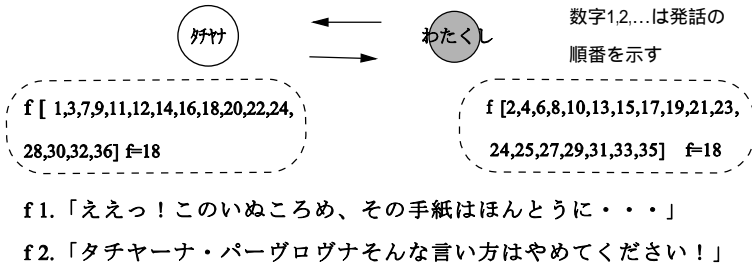 タチヤナ
わたくし
数字1,2,…は発話の
順番を示す
f [ 1,3,7,9,11,12,14,16,18,20,22,24,
28,30,32,36] f=18
f [2,4,6,8,10,13,15,17,19,21,23,
24,25,27,29,31,33,35] f=18
f 1.「ええっ！このいぬころめ、その手紙はほんとうに・・・」
f 2.「タチヤーナ・パーヴロヴナそんな言い方はやめてください！」